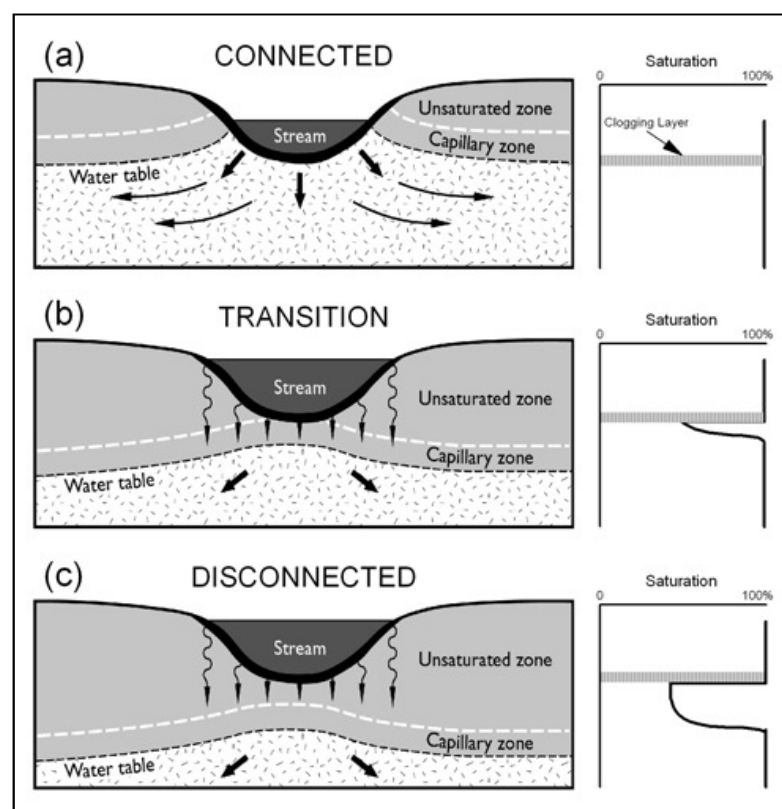 (a) CONNECTED
Saturation
0 100%
Unsaturated zone
Clogging Layer
Stream
Capillary zone
Water table
(b) TRANSITION
Saturation
0 100%
Stream
Unsaturated zone
Capillary zone
Water table
(c) DISCONNECTED
Saturation
0 100%
Stream
Unsaturated zone
Capillary zone
Water table